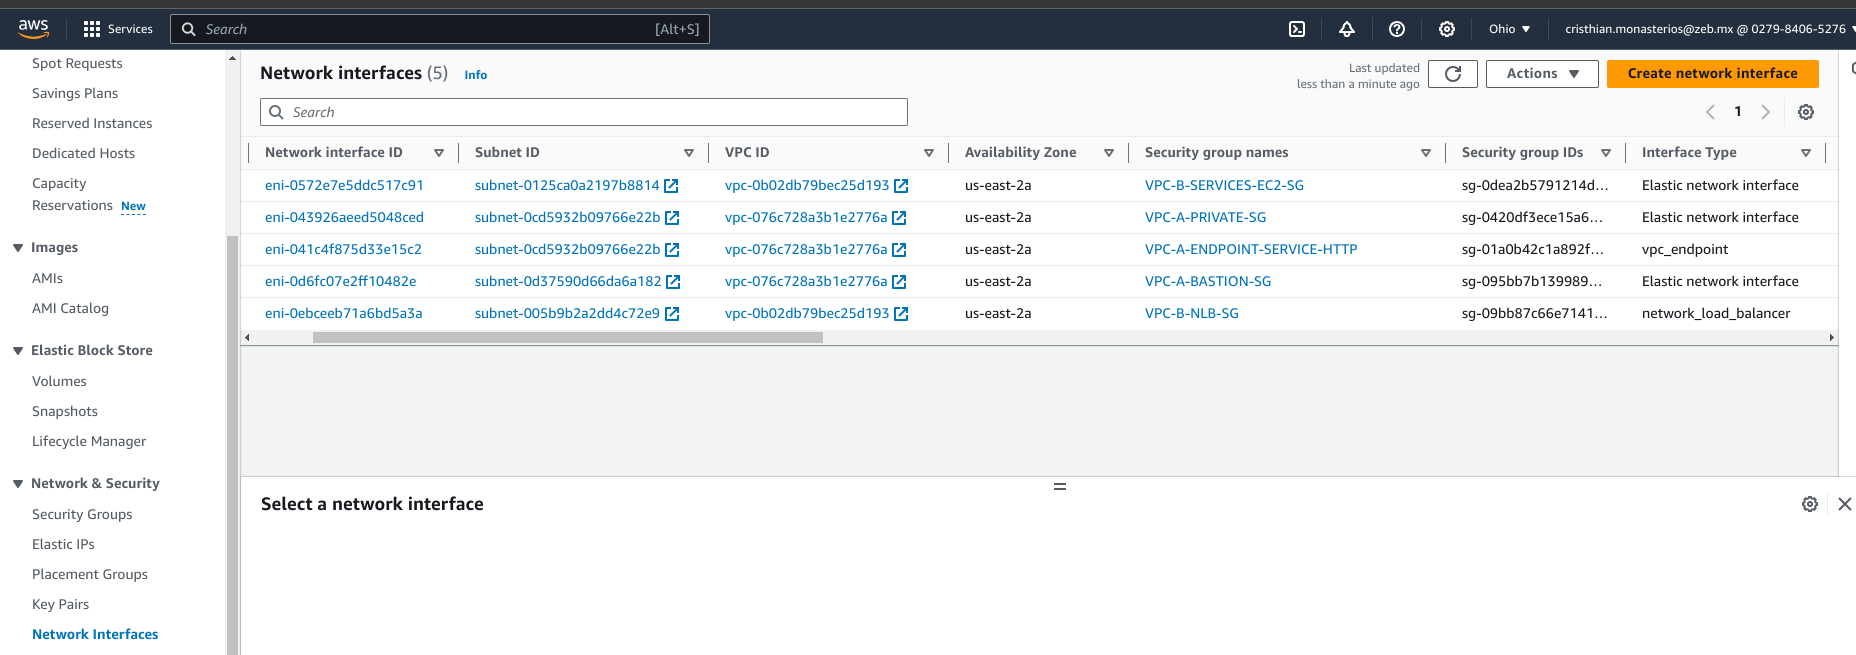 aws Services Search [Alt+S] Ohio cristhian.monasterios@zeb.mx @ 0279-8406-5276
Spot Requests
Savings Plans
Reserved Instances
Dedicated Hosts
Capacity
Reservations New
Images
AMIs
AMI Catalog
Elastic Block Store
Volumes
Snapshots
Lifecycle Manager
Network & Security
Security Groups
Elastic IPs
Placement Groups
Key Pairs
Network Interfaces
Network interfaces (5) Info
Last updated
less than a minute ago
Actions
Create network interface
Search
1
Network interface ID Subnet ID VPC ID Availability Zone Security group names Security group IDs Interface Type
eni-0572e7e5ddc517c91 subnet-0125ca0a2197b8814 vpc-0b02db79bec25d193 us-east-2a VPC-B-SERVICES-EC2-SG sg-0dea2b5791214d... Elastic network interface
eni-043926aeed5048ced subnet-0cd5932b09766e22b vpc-076c728a3b1e2776a us-east-2a VPC-A-PRIVATE-SG sg-0420df3ece15a6... Elastic network interface
eni-041c4f875d33e15c2 subnet-0cd5932b09766e22b vpc-076c728a3b1e2776a us-east-2a VPC-A-ENDPOINT-SERVICE-HTTP sg-01a0b42c1a892f... vpc_endpoint
eni-0d6fc07e2ff10482e subnet-0d37590d66da6a182 vpc-076c728a3b1e2776a us-east-2a VPC-A-BASTION-SG sg-095bb7b139989... Elastic network interface
eni-0ebceeb71a6bd5a3a subnet-005b9b2a2dd4c72e9 vpc-0b02db79bec25d193 us-east-2a VPC-B-NLB-SG sg-09bb87c66e7141... network_load_balancer
Select a network interface